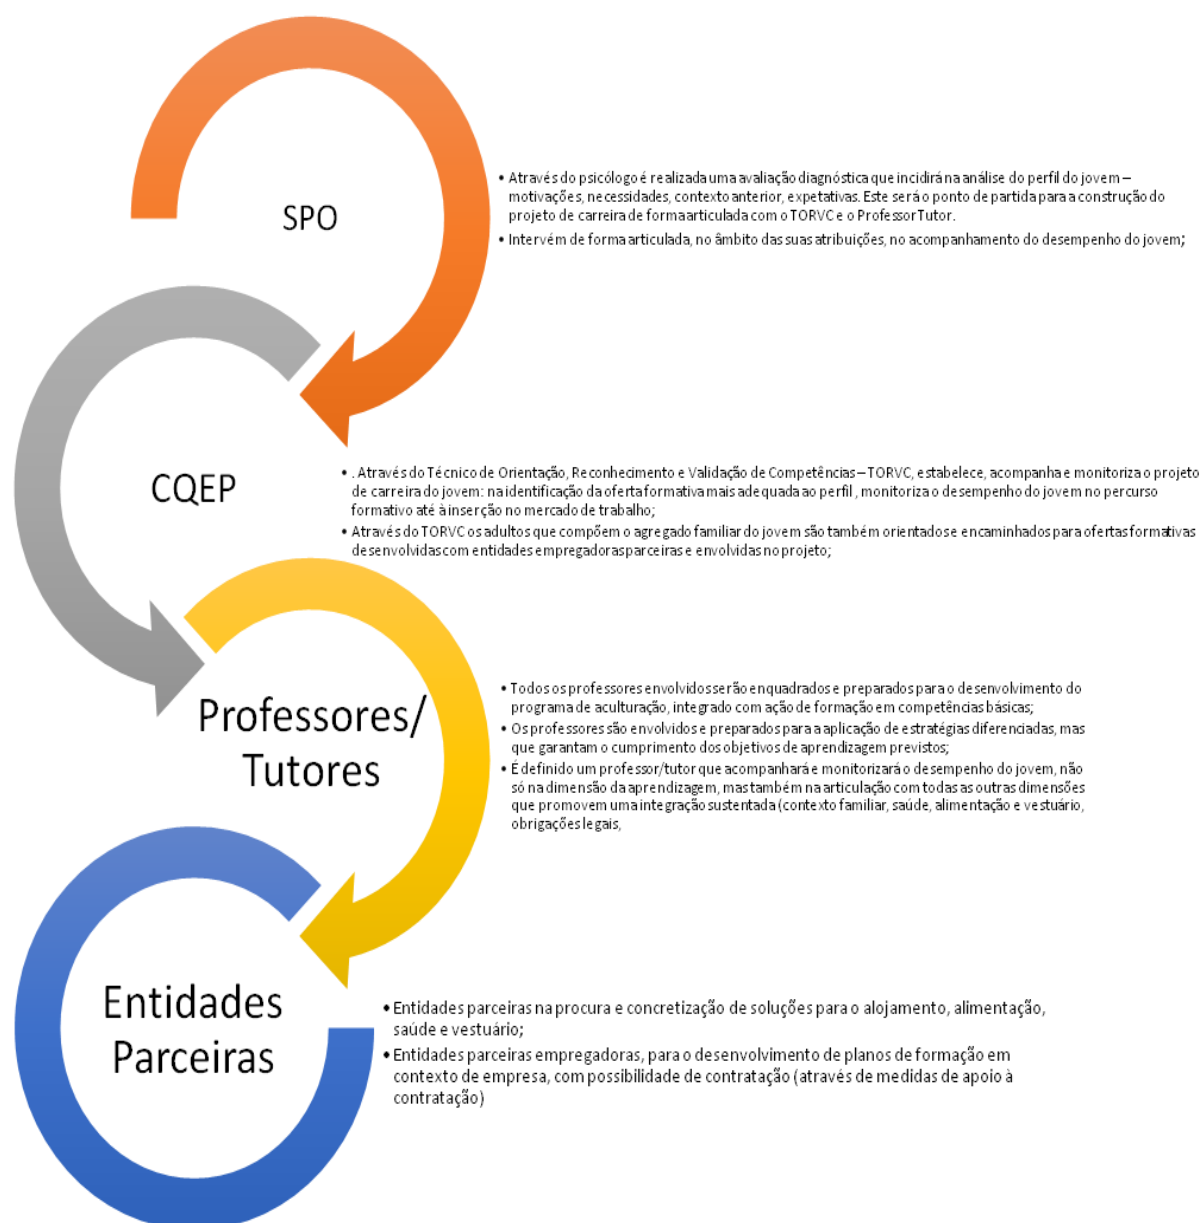 SPO
• Através do psicólogo é realizada uma avaliação diagnóstica que incidirá na análise do perfil do jovem –
motivações, necessidades, contexto anterior, expetativas. Este será o ponto de partida para a construção do
projeto de carreira de forma articulada com o TORVC e o Professor Tutor.
• Intervém de forma articulada, no âmbito das suas atribuições, no acompanhamento do desempenho do jovem;
CQEP
• . Através do Técnico de Orientação, Reconhecimento e Validação de Competências – TORVC, estabelece, acompanha e monitoriza o projeto
de carreira do jovem: na identificação da oferta formativa mais adequada ao perfil , monitoriza o desempenho do jovem no percurso
formativo até à inserção no mercado de trabalho;
• Através do TORVC os adultos que compõem o agregado familiar do jovem são também orientados e encaminhados para ofertas formativas
desenvolvidas com entidades empregadoras parceiras e envolvidas no projeto;
Professores/
Tutores
• Todos os professores envolvidos serão enquadrados e preparados para o desenvolvimento do
programa de aculturação, integrado com ação de formação em competências básicas;
• Os professores são envolvidos e preparados para a aplicação de estratégias diferenciadas, mas
que garantam o cumprimento dos objetivos de aprendizagem previstos;
• É definido um professor/tutor que acompanhará e monitorizará o desempenho do jovem, não
só na dimensão da aprendizagem, mas também na articulação com todas as outras dimensões
que promovem uma integração sustentada (contexto familiar, saúde, alimentação e vestuário,
obrigações legais,
Entidades
Parceiras
• Entidades parceiras na procura e concretização de soluções para o alojamento, alimentação,
saúde e vestuário;
• Entidades parceiras empregadoras, para o desenvolvimento de planos de formação em
contexto de empresa, com possibilidade de contratação (através de medidas de apoio à
contratação)